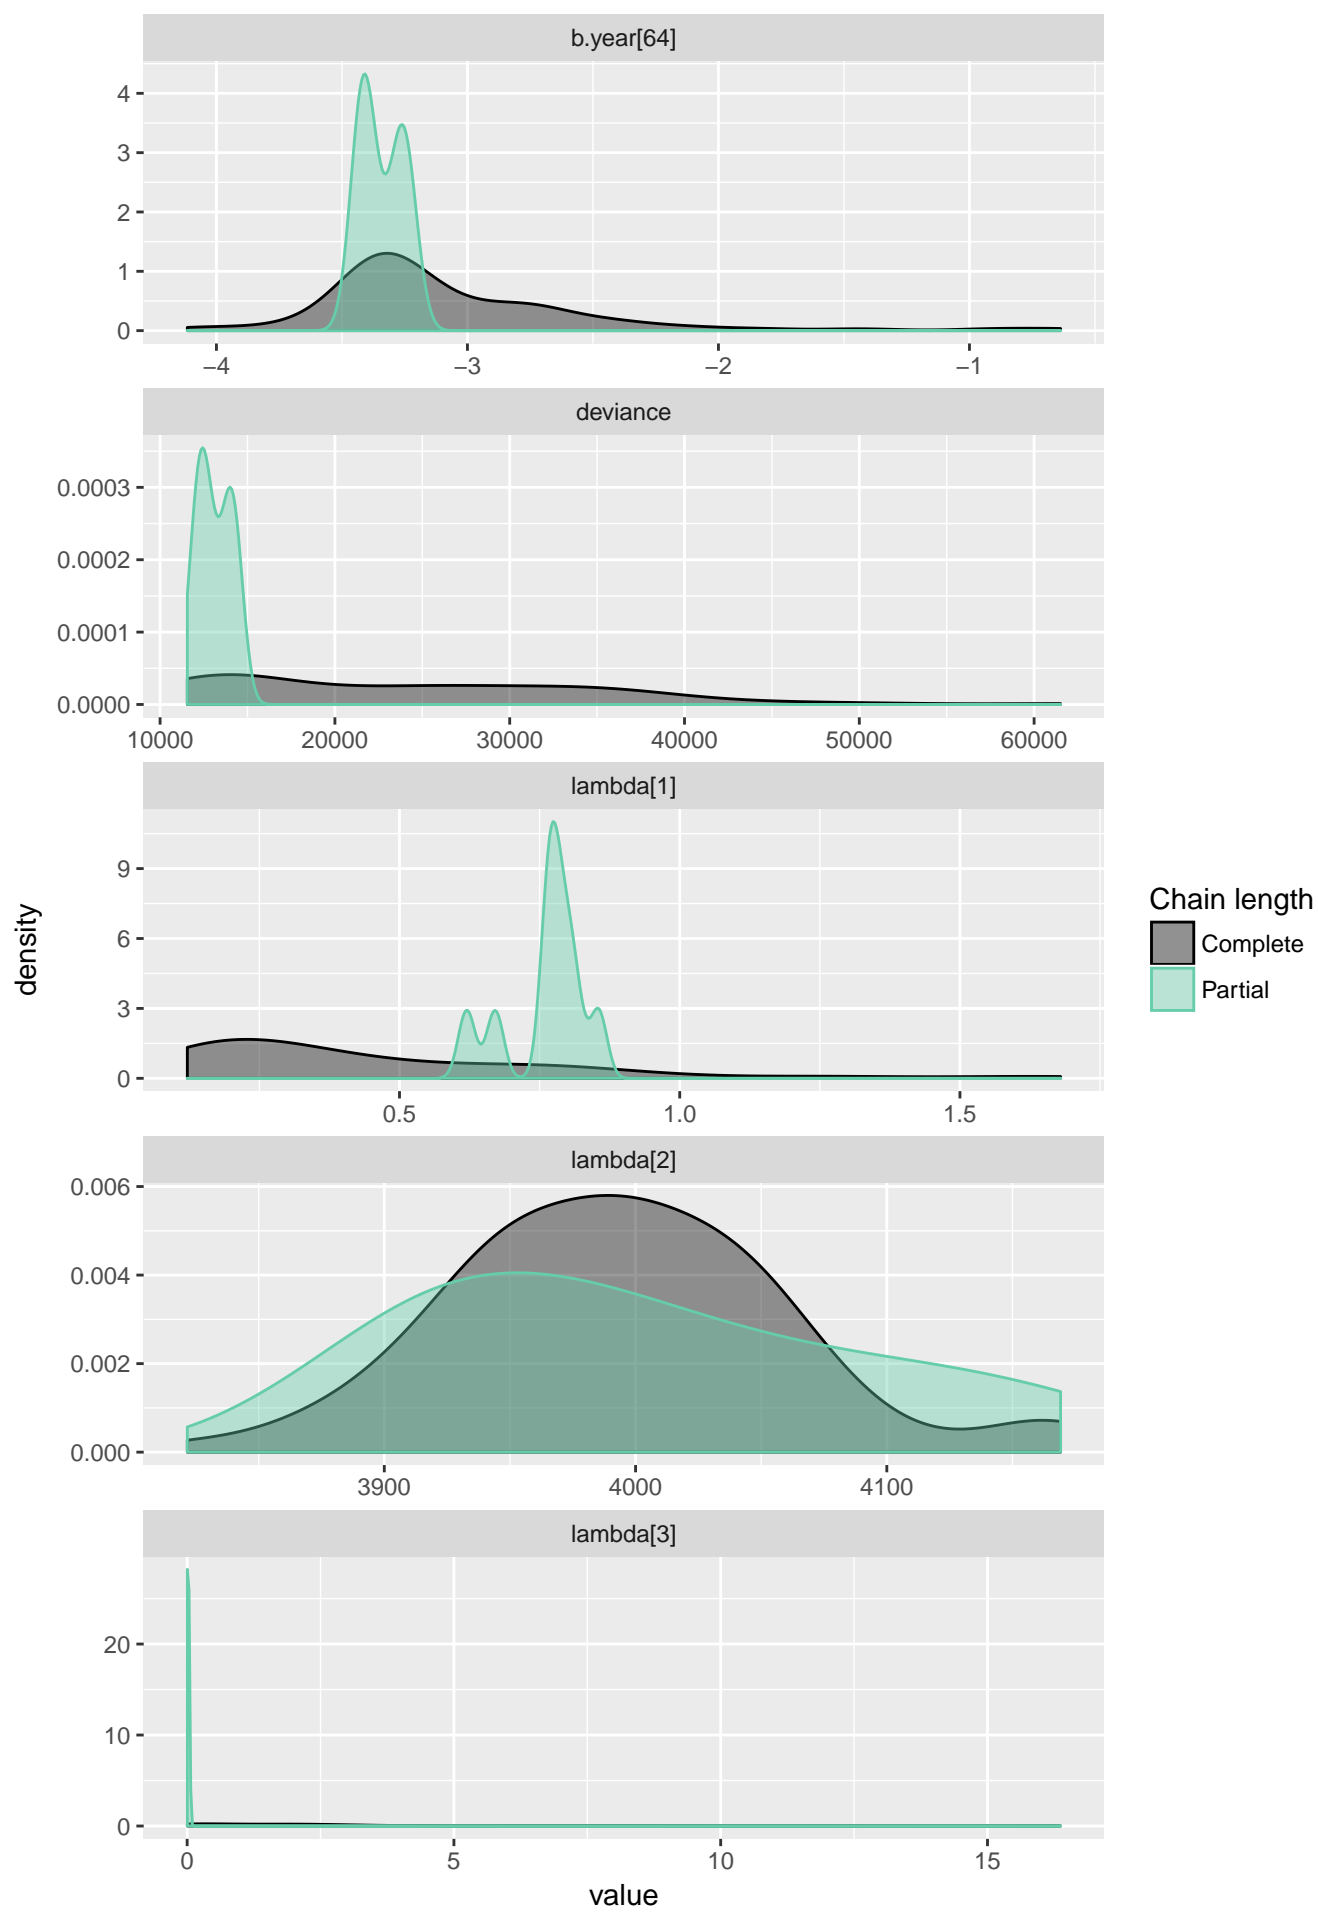 b.year[64]
4
3
2
1
0
−4 −3 −2 −1
deviance
0.0003
0.0002
0.0001
0.0000
10000 20000 30000 40000 50000 60000
lambda[1]
9
6
3
0
0.5 1.0 1.5
lambda[2]
0.006
0.004
0.002
0.000
3900 4000 4100
lambda[3]
20
10
0
0 5 10 15
value
density
Chain length
Complete
Partial